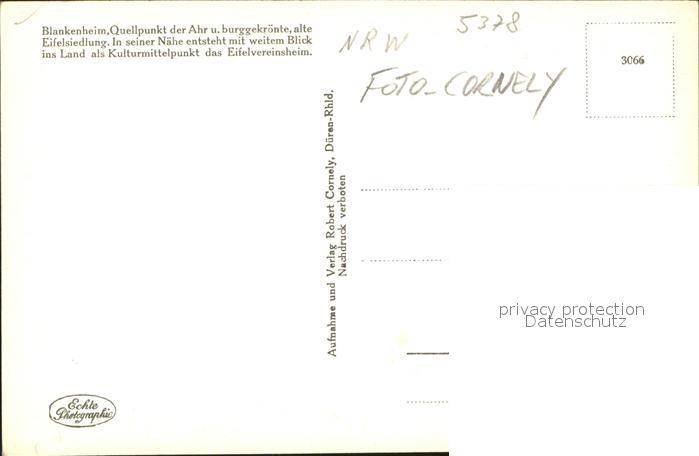 Blankenheim, Quellpunkt der Ahr u. burggekrönte, alte
Eifelsiedlung. In seiner Nähe entsteht mit weitem Blick
ins Land als Kulturmittelpunkt das Eifelvereinsheim.
NRW
5378
FOTO-CORNELY
3066
Aufnahme und Verlag Robert Cornely, Düren-Rhld.
Nachdruck verboten
privacy protection
Datenschutz
Echte
Photographie